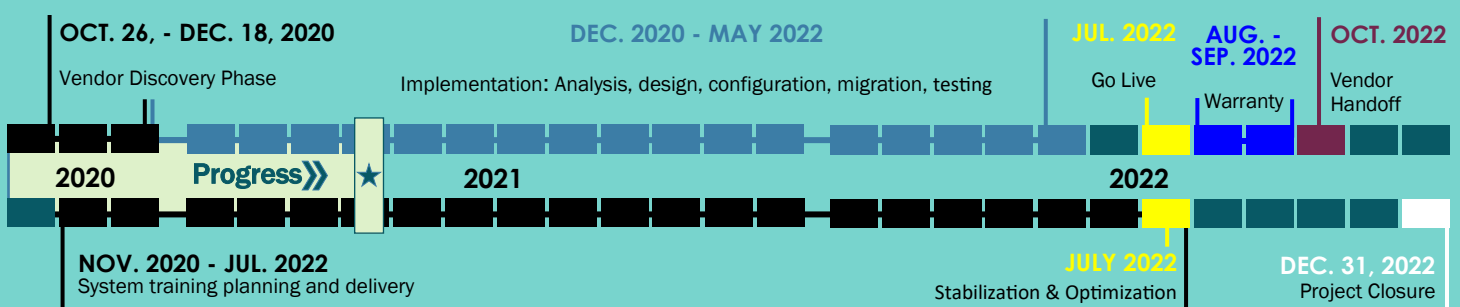 OCT. 26, - DEC. 18, 2020
Vendor Discovery Phase
DEC. 2020 - MAY 2022
Implementation: Analysis, design, configuration, migration, testing
JUL. 2022
Go Live
AUG. -
SEP. 2022
Warranty
OCT. 2022
Vendor
Handoff
2020
Progress
2021
2022
NOV. 2020 - JUL. 2022
System training planning and delivery
JULY 2022
Stabilization & Optimization
DEC. 31, 2022
Project Closure